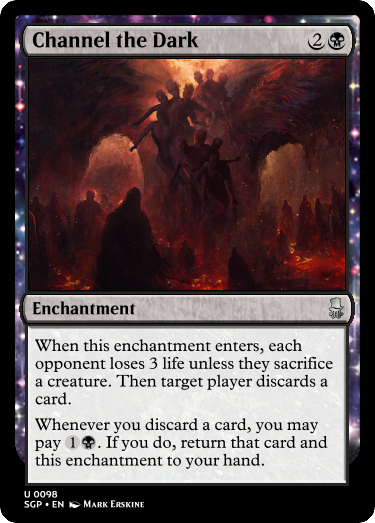 Channel the Dark 2
Enchantment
When this enchantment enters, each
opponent loses 3 life unless they sacrifice
a creature. Then target player discards a
card.
Whenever you discard a card, you may
pay 1. If you do, return that card and
this enchantment to your hand.
U 0098
SGP • EN Mark Erskine